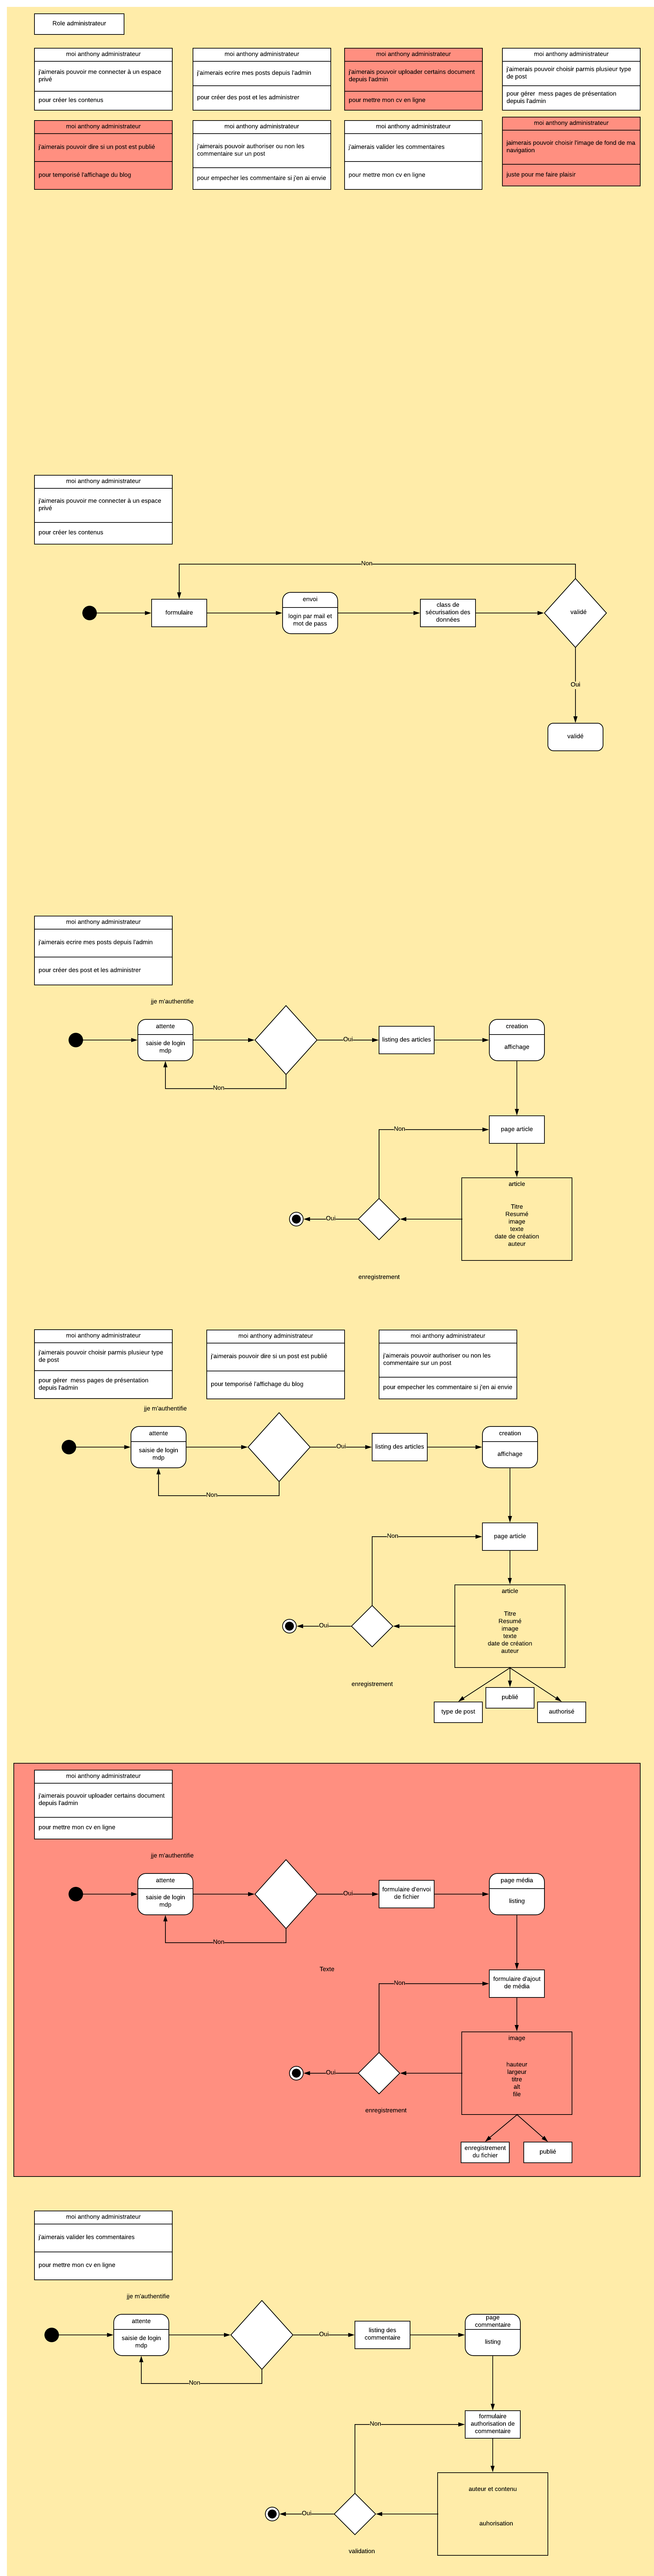 Role administrateur
moi anthony administrateur
j'aimerais pouvoir me connecter à un espace
privé
pour créer les contenus
moi anthony administrateur
j'aimerais ecrire mes posts depuis l'admin
pour créer des post et les administrer
moi anthony administrateur
j'aimerais pouvoir uploader certains document
depuis l'admin
pour mettre mon cv en ligne
moi anthony administrateur
j'aimerais pouvoir choisir parmis plusieur type
de post
pour gérer  mess pages de présentation
depuis l'admin
moi anthony administrateur
j'aimerais pouvoir dire si un post est publié
pour temporisé l'affichage du blog
moi anthony administrateur
j'aimerais pouvoir authoriser ou non les
commentaire sur un post
pour empecher les commentaire si j'en ai envie
moi anthony administrateur
j'aimerais valider les commentaires
pour mettre mon cv en ligne
moi anthony administrateur
jaimerais pouvoir choisir l'image de fond de ma
navigation
juste pour me faire plaisir
moi anthony administrateur
j'aimerais pouvoir me connecter à un espace
privé
pour créer les contenus
Non
formulaire
envoi
login par mail et
mot de pass
class de
sécurisation des
données
validé
Oui
validé
moi anthony administrateur
j'aimerais ecrire mes posts depuis l'admin
pour créer des post et les administrer
jje m'authentifie
attente
saisie de login
mdp
Oui
listing des articles
creation
affichage
Non
page article
Non
article
Titre
Resumé
image
texte
date de création
auteur
Oui
enregistrement
moi anthony administrateur
j'aimerais pouvoir choisir parmis plusieur type
de post
pour gérer  mess pages de présentation
depuis l'admin
moi anthony administrateur
j'aimerais pouvoir dire si un post est publié
pour temporisé l'affichage du blog
moi anthony administrateur
j'aimerais pouvoir authoriser ou non les
commentaire sur un post
pour empecher les commentaire si j'en ai envie
jje m'authentifie
attente
saisie de login
mdp
Oui
listing des articles
creation
affichage
Non
page article
Non
article
Titre
Resumé
image
texte
date de création
auteur
Oui
enregistrement
type de post
publié
authorisé
moi anthony administrateur
j'aimerais pouvoir uploader certains document
depuis l'admin
pour mettre mon cv en ligne
jje m'authentifie
attente
saisie de login
mdp
Oui
formulaire d'envoi
de fichier
page média
listing
Non
Texte
formulaire d'ajout
de média
Non
image
hauteur
largeur
titre
alt
file
Oui
enregistrement
enregistrement
du fichier
publié
moi anthony administrateur
j'aimerais valider les commentaires
pour mettre mon cv en ligne
jje m'authentifie
attente
saisie de login
mdp
Oui
listing des
commentaire
page
commentaire
listing
Non
formulaire
authorisation de
commentaire
Non
auteur et contenu
auhorisation
Oui
validation